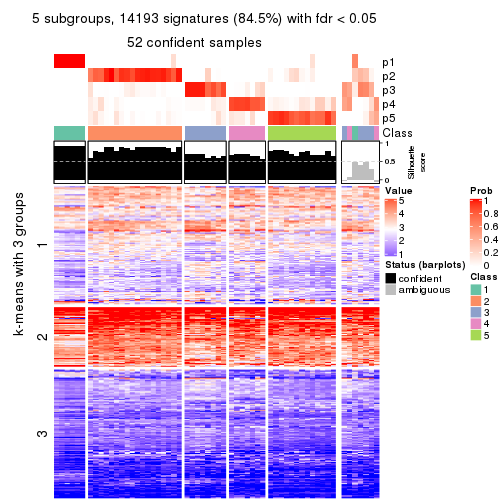 5 subgroups, 14193 signatures (84.5%) with fdr < 0.05
52 confident samples
p1
p2
p3
p4
p5
Class
1
0.5
0
Silhouette
score
k-means with 3 groups
1
2
3
Value
5
4
3
2
1
Status (barplots)
confident
ambiguous
Prob
1
0.8
0.6
0.4
0.2
0
Class
1
2
3
4
5